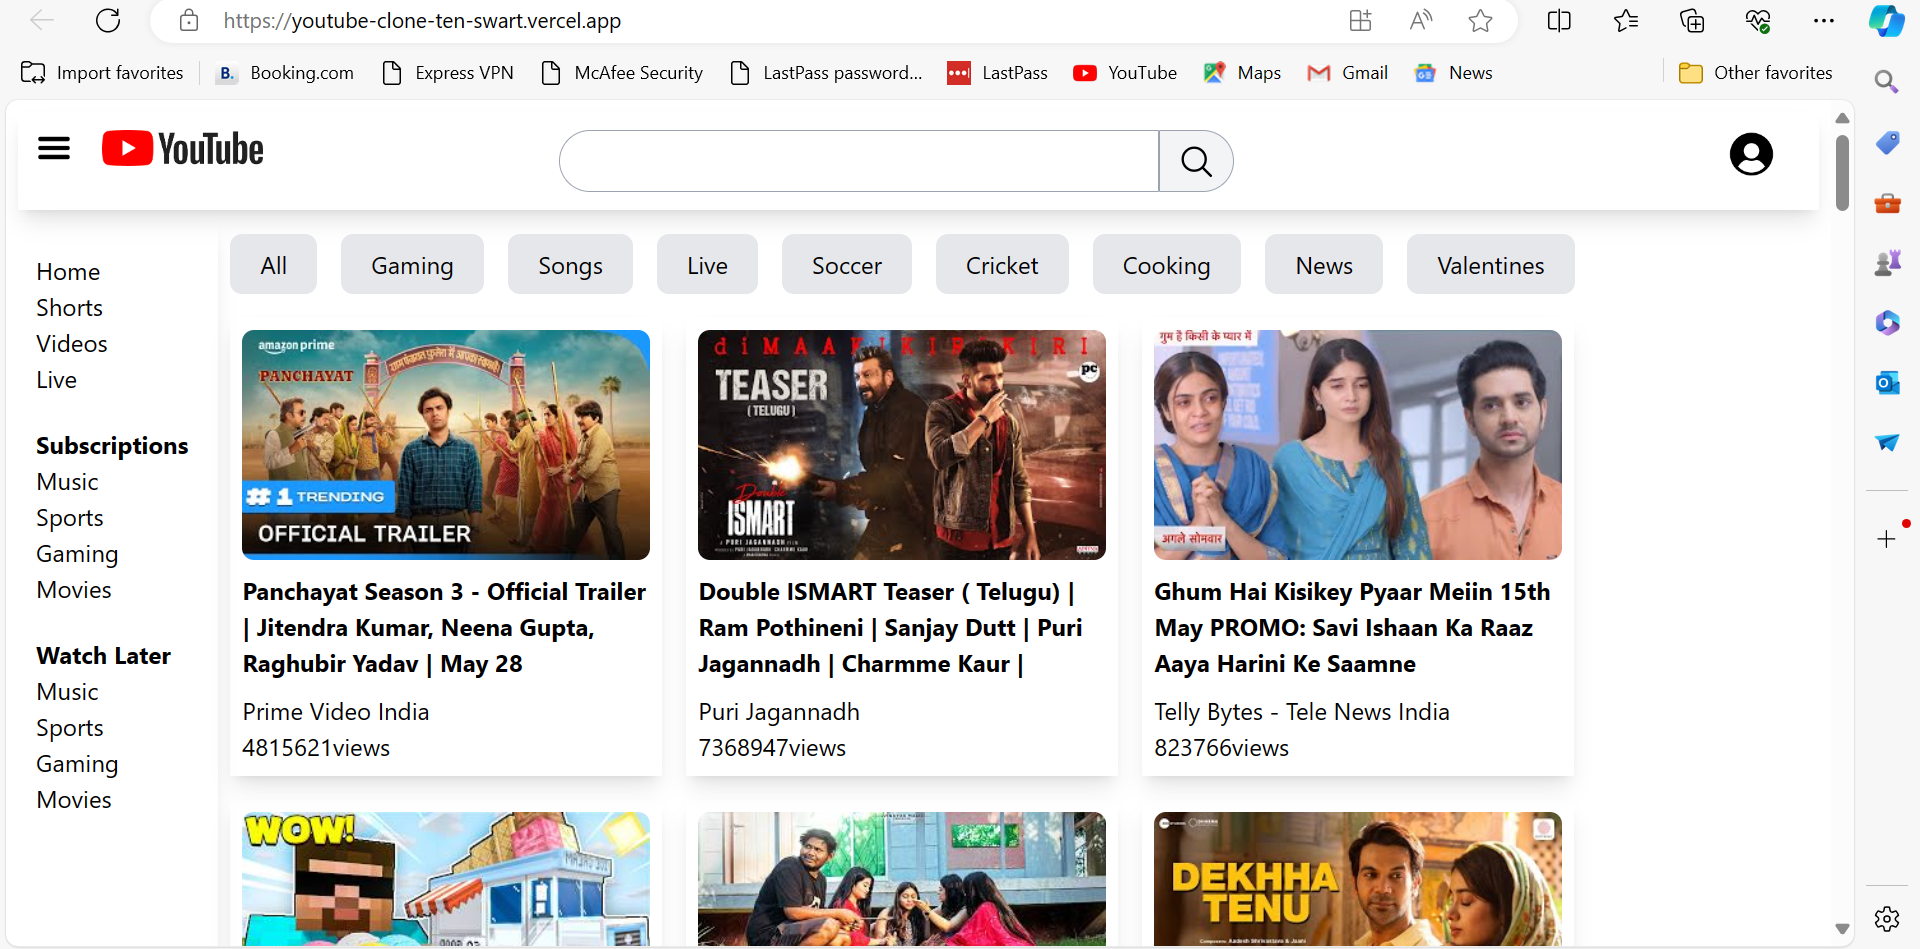 https://youtube-clone-ten-swart.vercel.app
Import favorites
B. Booking.com
Express VPN
McAfee Security
LastPass password...
LastPass
YouTube
Maps
Gmail
News
Other favorites
YouTube
Home
Shorts
Videos
Live
Subscriptions
Music
Sports
Gaming
Movies
Watch Later
Music
Sports
Gaming
Movies
All
Gaming
Songs
Live
Soccer
Cricket
Cooking
News
Valentines
amazon prime
PANCHAYAT
#1 TRENDING
OFFICIAL TRAILER
Panchayat Season 3 - Official Trailer
| Jitendra Kumar, Neena Gupta,
Raghubir Yadav | May 28
Prime Video India
4815621views
diMAAKIKIRIKIRI
pc
TEASER
(TELUGU)
Double
ISMART
A PURI JAGANNADH FILM
Double ISMART Teaser ( Telugu) |
Ram Pothineni | Sanjay Dutt | Puri
Jagannadh | Charmme Kaur |
Puri Jagannadh
7368947views
गुम है किसी के प्यार में
अगले सोमवार
Ghum Hai Kisikey Pyaar Meiin 15th
May PROMO: Savi Ishaan Ka Raaz
Aaya Harini Ke Saamne
Telly Bytes - Tele News India
823766views
WOW!
DEKHHA
TENU